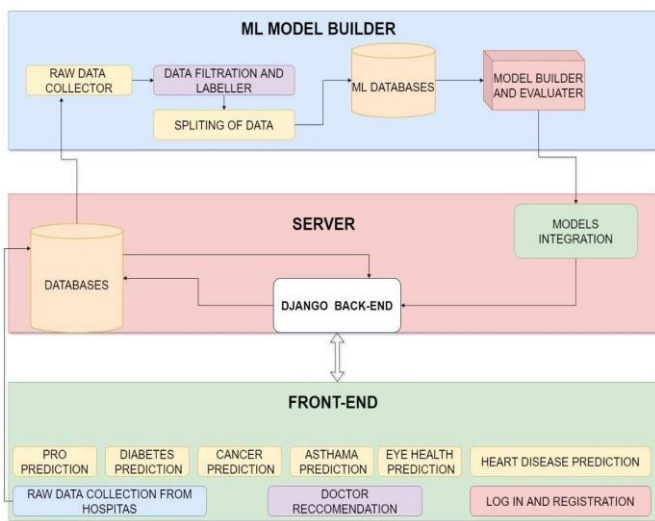 ML MODEL BUILDER
RAW DATA
COLLECTOR
DATA FILTRATION AND
LABELLER
SPLITING OF DATA
ML DATABASES
MODEL BUILDER
AND EVALUATER
SERVER
DATABASES
DJANGO BACK-END
MODELS
INTEGRATION
FRONT-END
PRO
PREDICTION
DIABETES
PREDICTION
CANCER
PREDICTION
ASTHAMA
PREDICTION
EYE HEALTH
PREDICTION
HEART DISEASE PREDICTION
RAW DATA COLLECTION FROM
HOSPITAS
DOCTOR
RECCOMENDATION
LOG IN AND REGISTRATION